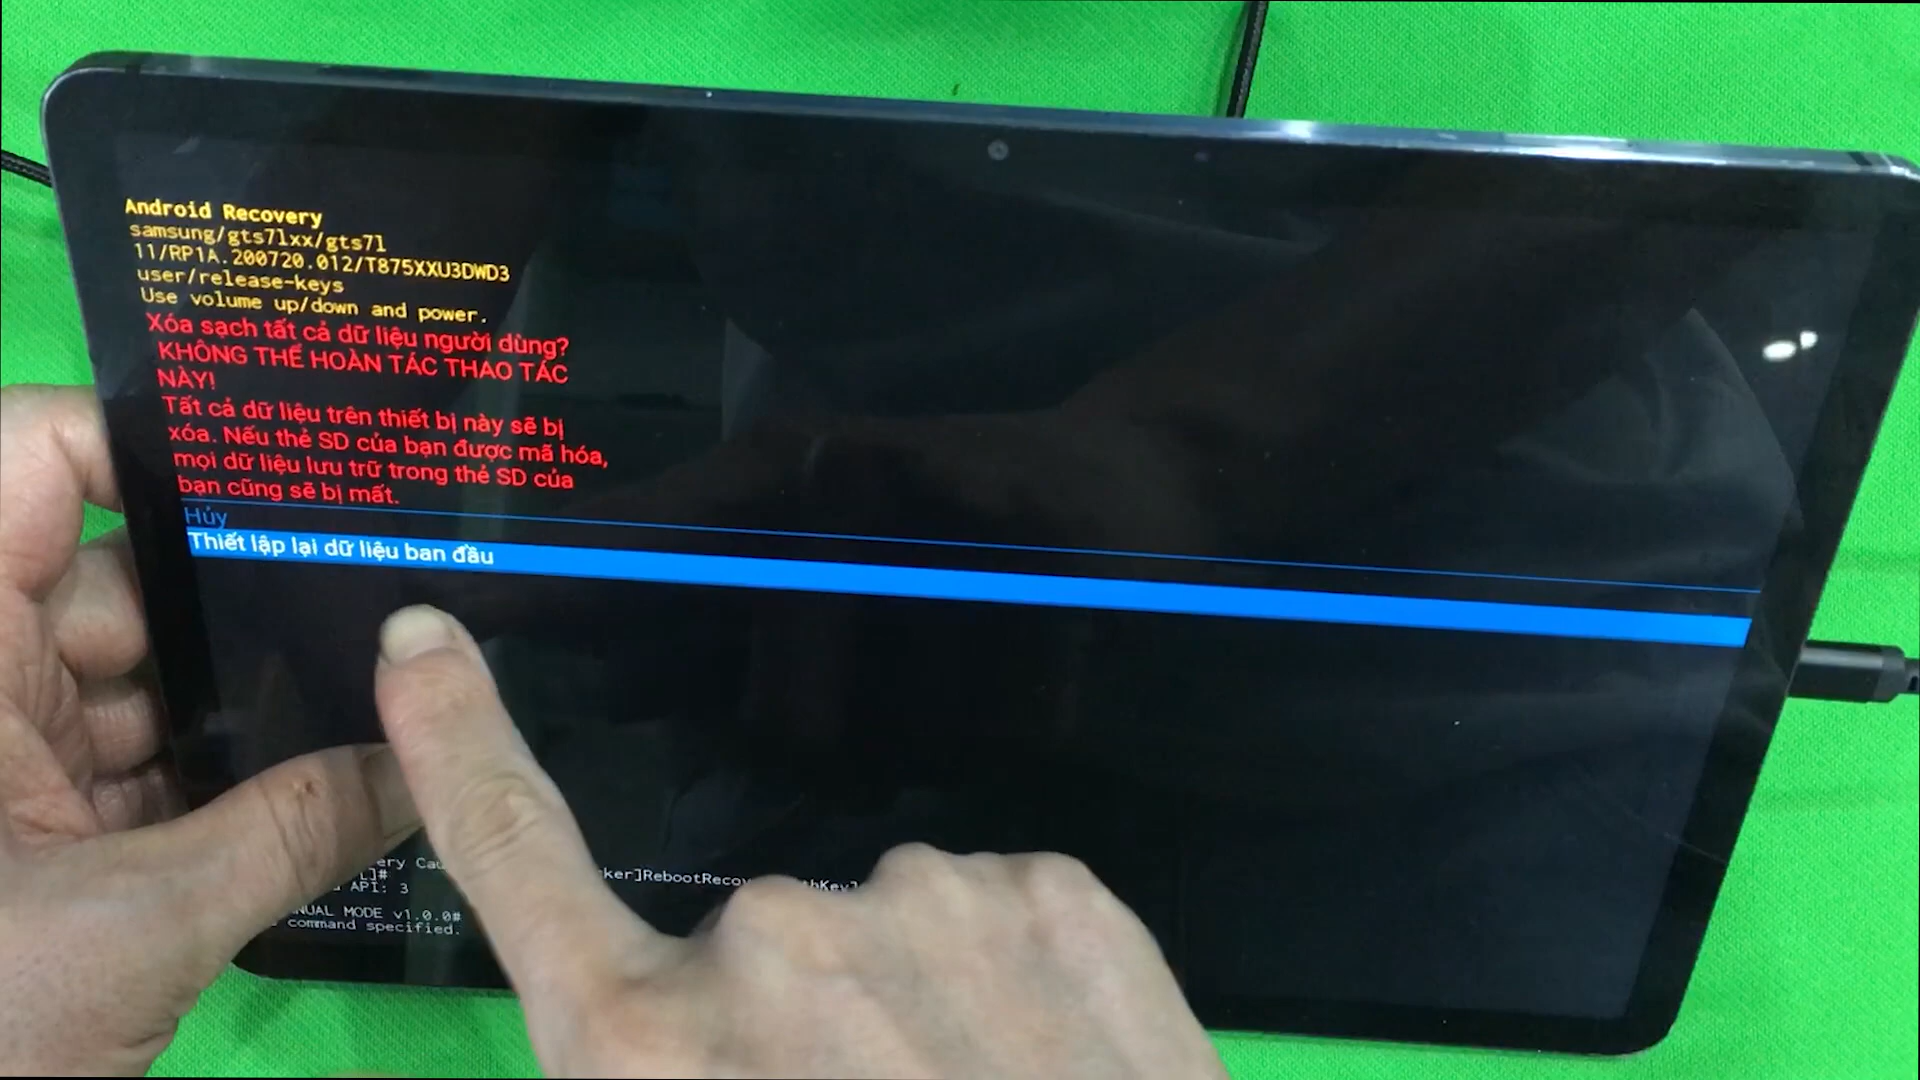 Android Recovery
samsung/gts7lxx/gts7l
11/RP1A.200720.012/T875XXU3DWD3
user/release-keys
Use volume up/down and power.
Xóa sạch tất cả dữ liệu người dùng?
KHÔNG THỂ HOÀN TÁC THAO TÁC
NÀY!
Tất cả dữ liệu trên thiết bị này sẽ bị
xóa. Nếu thẻ SD của bạn được mã hóa,
mọi dữ liệu lưu trữ trong thẻ SD của
bạn cũng sẽ bị mất.
Hủy
Thiết lập lại dữ liệu ban đầu
API: 3
MODE v1.0.0#
command specified.